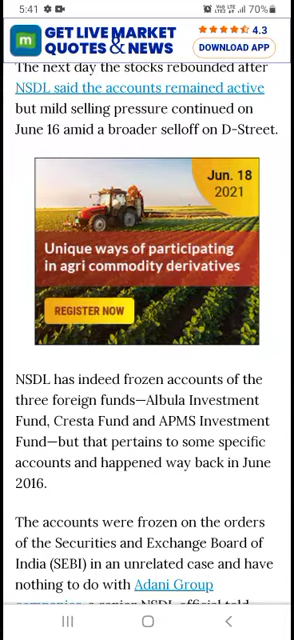 5:41
70%
m
GET LIVE MARKET
QUOTES & NEWS
4.3
DOWNLOAD APP
The next day the stocks rebounded after
NSDL said the accounts remained active
but mild selling pressure continued on
June 16 amid a broader selloff on D-Street.
Jun. 18
2021
Unique ways of participating
in agri commodity derivatives
REGISTER NOW
NSDL has indeed frozen accounts of the
three foreign funds—Albula Investment
Fund, Cresta Fund and APMS Investment
Fund—but that pertains to some specific
accounts and happened way back in June
2016.
The accounts were frozen on the orders
of the Securities and Exchange Board of
India (SEBI) in an unrelated case and have
nothing to do with Adani Group
companies, a senior NSDL official told